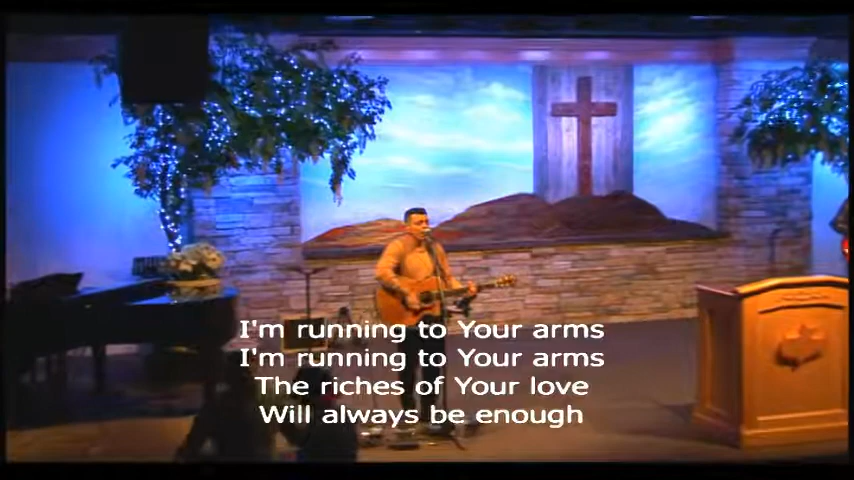 I'm running to Your arms
I'm running to Your arms
The riches of Your love
Will always be enough